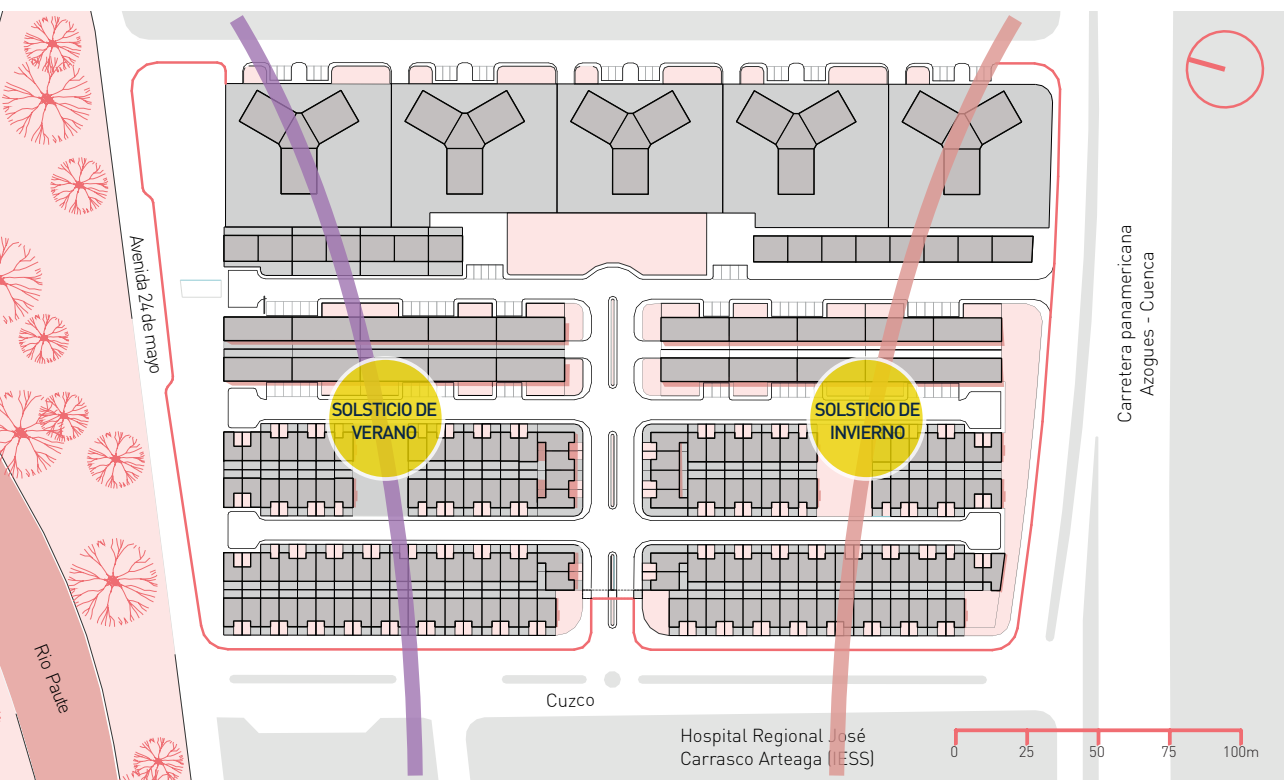 Avenida 24 de mayo
Carretera panamericana
Azogues - Cuenca
SOLSTICIO DE
VERANO
SOLSTICIO DE
INVIERNO
Rio Paute
Cuzco
Hospital Regional José
Carrasco Arteaga (IESS)
0 25 50 75 100m